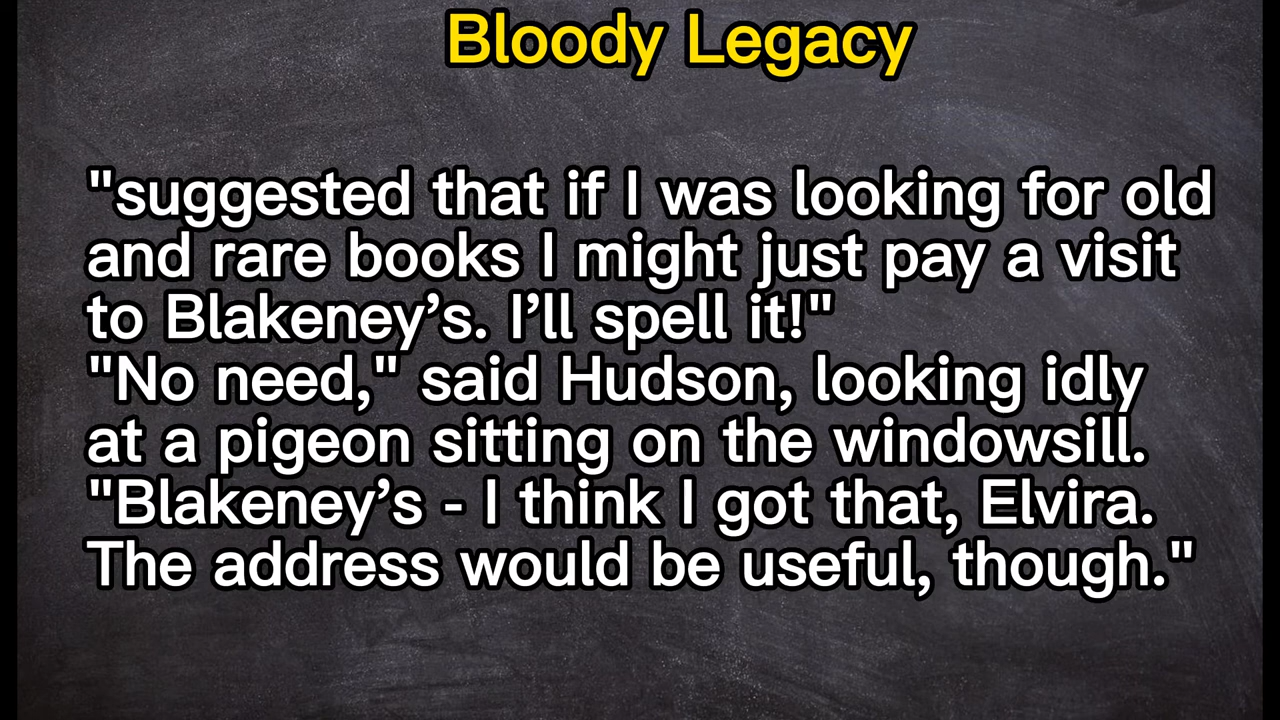 Bloody Legacy
"suggested that if I was looking for old
and rare books I might just pay a visit
to Blakeney’s. I’ll spell it!"
"No need," said Hudson, looking idly
at a pigeon sitting on the windowsill.
"Blakeney’s - I think I got that, Elvira.
The address would be useful, though."